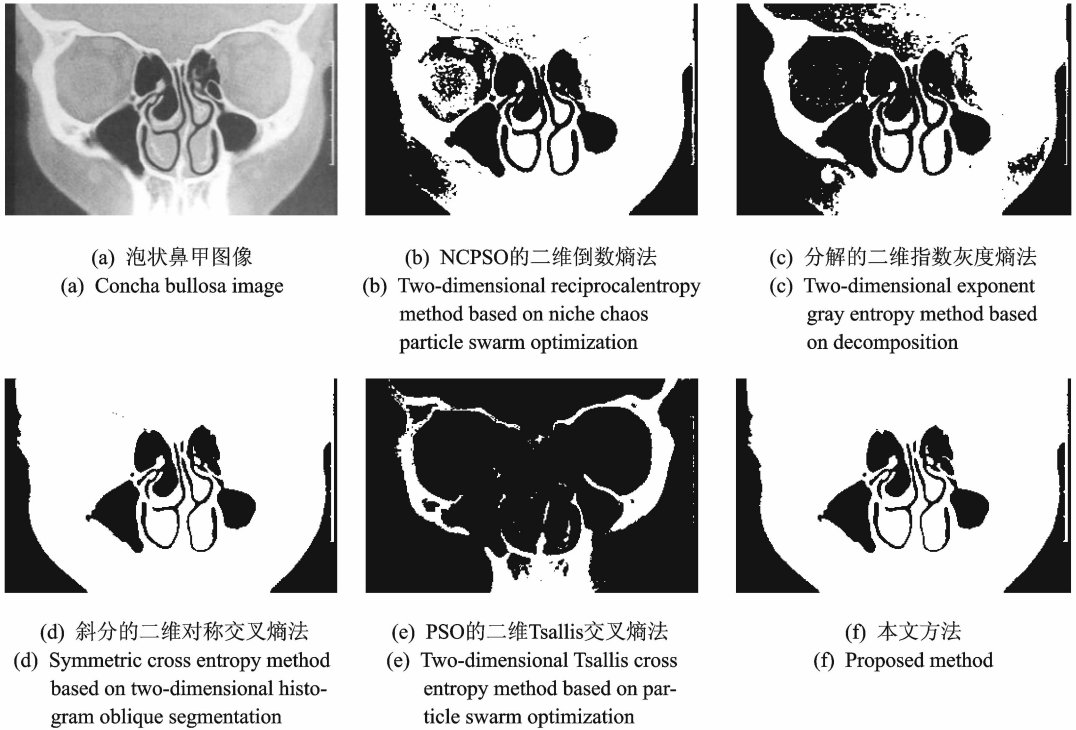 (a) 泡状鼻甲图像
(a) Concha bullosa image
(b) NCPSO的二维倒数熵法
(b) Two-dimensional reciprocalentropy
method based on niche chaos
particle swarm optimization
(c) 分解的二维指数灰度熵法
(c) Two-dimensional exponent
gray entropy method based
on decomposition
(d) 斜分的二维对称交叉熵法
(d) Symmetric cross entropy method
based on two-dimensional histo-
gram oblique segmentation
(e) PSO的二维Tsallis交叉熵法
(e) Two-dimensional Tsallis cross
entropy method based on par-
ticle swarm optimization
(f) 本文方法
(f) Proposed method